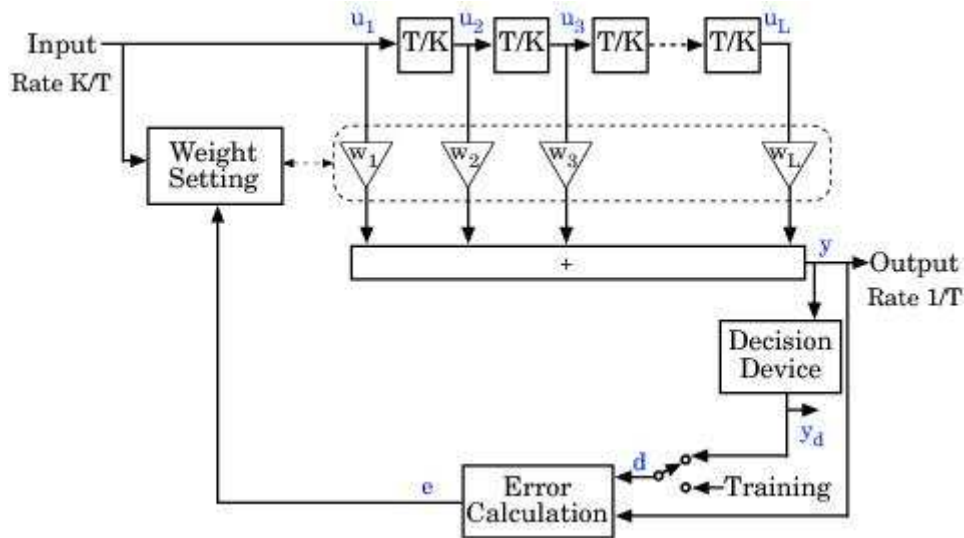 Input
Rate K/T
u1
T/K
u2
T/K
u3
T/K
T/K
uL
Weight
Setting
w1
w2
w3
wL
+
y
Output
Rate 1/T
Decision
Device
yd
d
Training
e
Error
Calculation